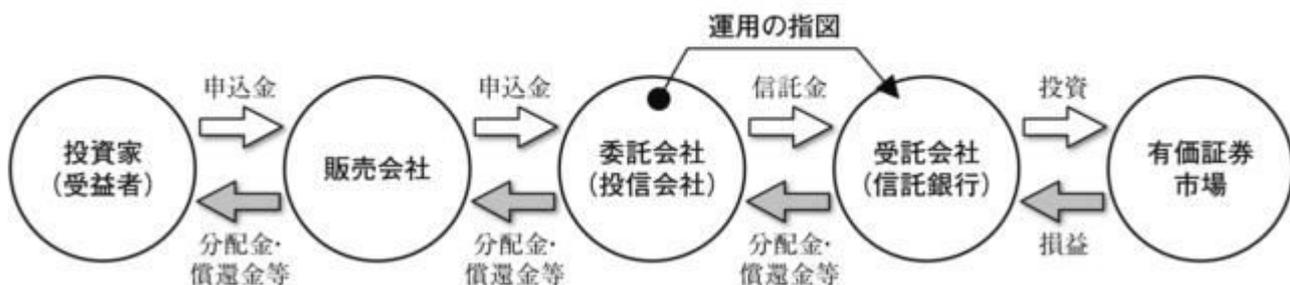 運用の指図
申込金
申込金
信託金
投資
投資家
（受益者）
販売会社
委託会社
（投信会社）
受託会社
（信託銀行）
有価証券
市場
分配金・
償還金等
分配金・
償還金等
分配金・
償還金等
損益